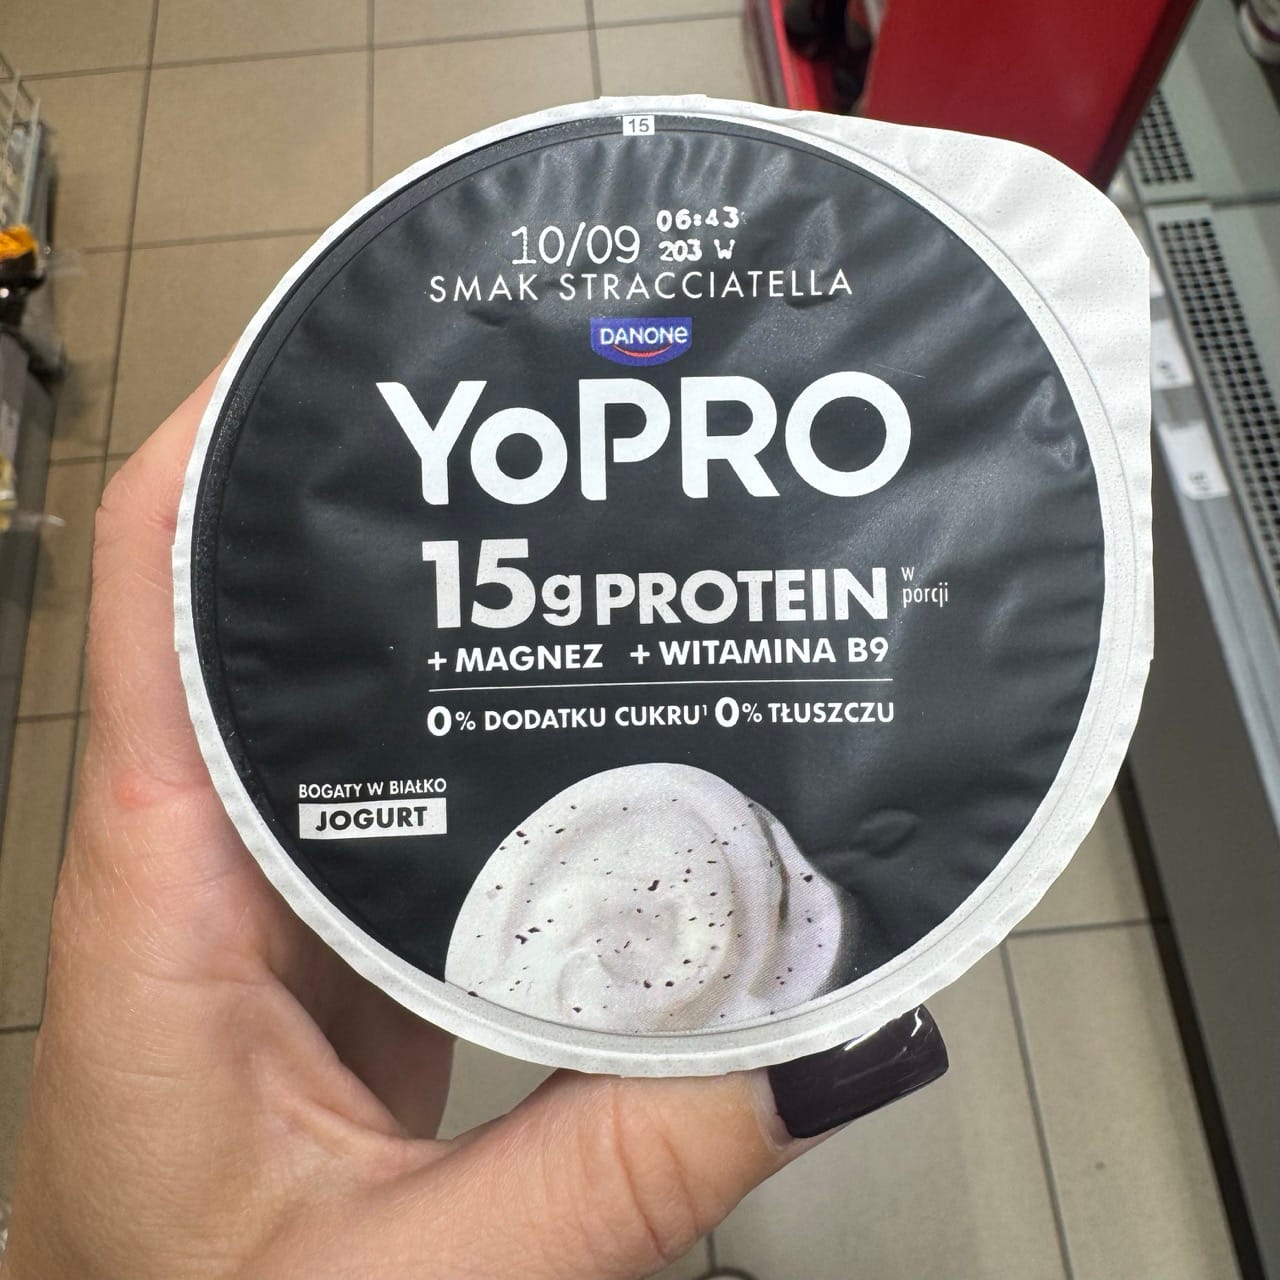 15
10/09 06:43
203 W
SMAK STRACCIATELLA
DANONE
YoPRO
15g PROTEIN w porcji
+ MAGNEZ + WITAMINA B9
0% DODATKU CUKRU¹ 0% TŁUSZCZU
BOGATY W BIAŁKO
JOGURT